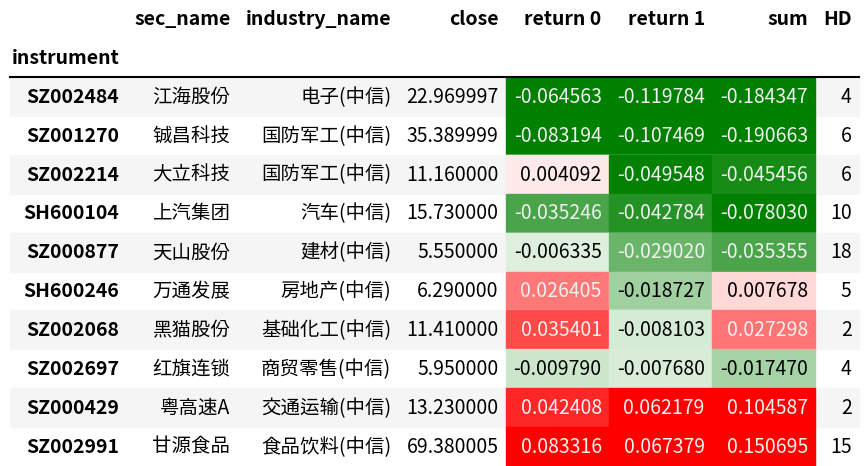 sec_name industry_name close return 0 return 1 sum HD
instrument
SZ002484 江海股份 电子(中信) 22.969997 -0.064563 -0.119784 -0.184347 4
SZ001270 铖昌科技 国防军工(中信) 35.389999 -0.083194 -0.107469 -0.190663 6
SZ002214 大立科技 国防军工(中信) 11.160000 0.004092 -0.049548 -0.045456 6
SH600104 上汽集团 汽车(中信) 15.730000 -0.035246 -0.042784 -0.078030 10
SZ000877 天山股份 建材(中信) 5.550000 -0.006335 -0.029020 -0.035355 18
SH600246 万通发展 房地产(中信) 6.290000 0.026405 -0.018727 0.007678 5
SZ002068 黑猫股份 基础化工(中信) 11.410000 0.035401 -0.008103 0.027298 2
SZ002697 红旗连锁 商贸零售(中信) 5.950000 -0.009790 -0.007680 -0.017470 4
SZ000429 粤高速A 交通运输(中信) 13.230000 0.042408 0.062179 0.104587 2
SZ002991 甘源食品 食品饮料(中信) 69.380005 0.083316 0.067379 0.150695 15